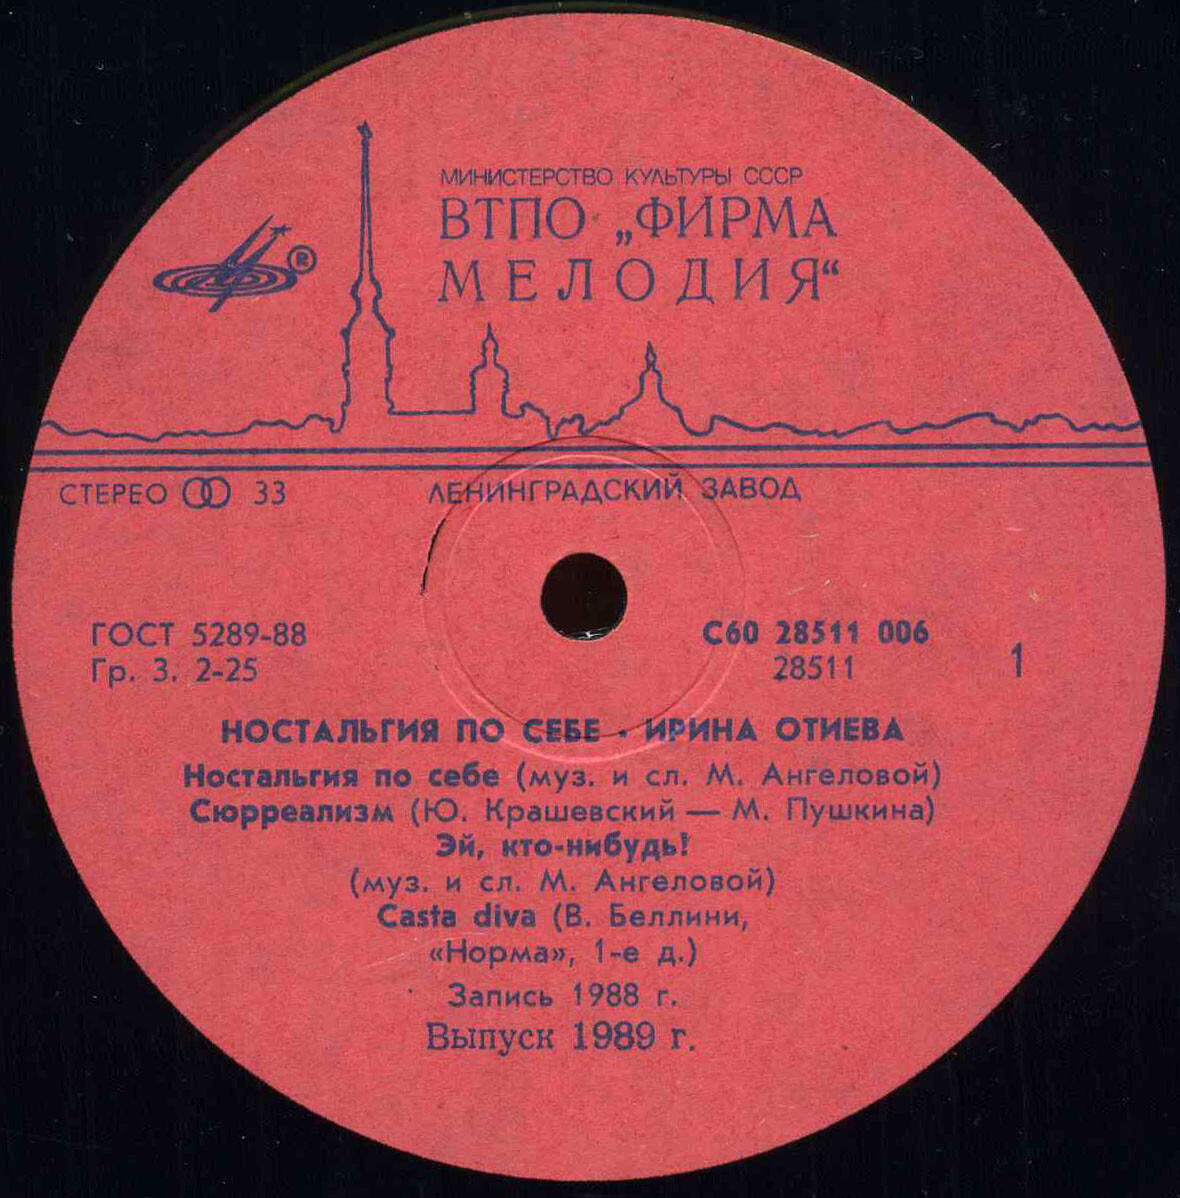 МИНИСТЕРСТВО КУЛЬТУРЫ СССР
ВТПО „ФИРМА
МЕЛОДИЯ“
®
СТЕРЕО 33
ЛЕНИНГРАДСКИЙ ЗАВОД
ГОСТ 5289-88
Гр. 3. 2-25
С60 28511 006
28511
1
НОСТАЛЬГИЯ ПО СЕБЕ · ИРИНА ОТИЕВА
Ностальгия по себе (муз. и сл. М. Ангеловой)
Сюрреализм (Ю. Крашевский — М. Пушкина)
Эй, кто-нибудь!
(муз. и сл. М. Ангеловой)
Casta diva (В. Беллини,
«Норма», 1-е д.)
Запись 1988 г.
Выпуск 1989 г.